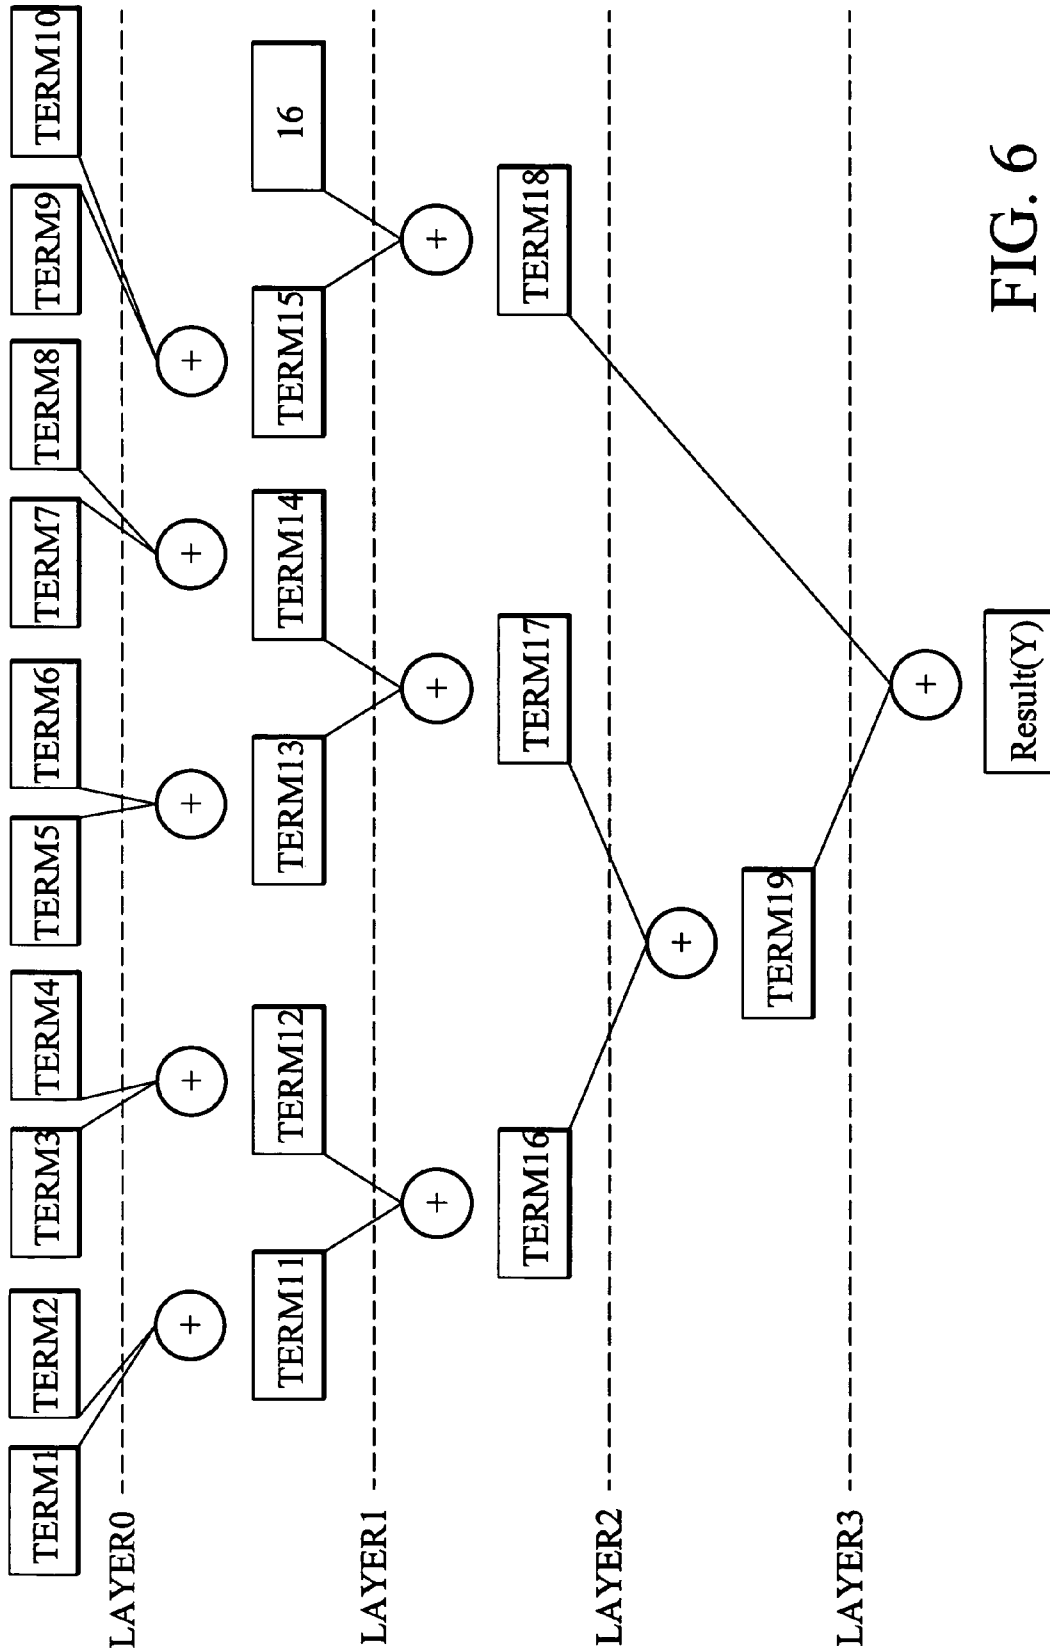 TERM1 TERM2 TERM3 TERM4 TERM5 TERM6 TERM7 TERM8 TERM9 TERM10
LAYER0
+ + + + +
TERM11 TERM12 TERM13 TERM14 TERM15 16
LAYER1
+ + +
TERM16 TERM17 TERM18
LAYER2
+
TERM19
LAYER3
+
Result(Y)
FIG. 6